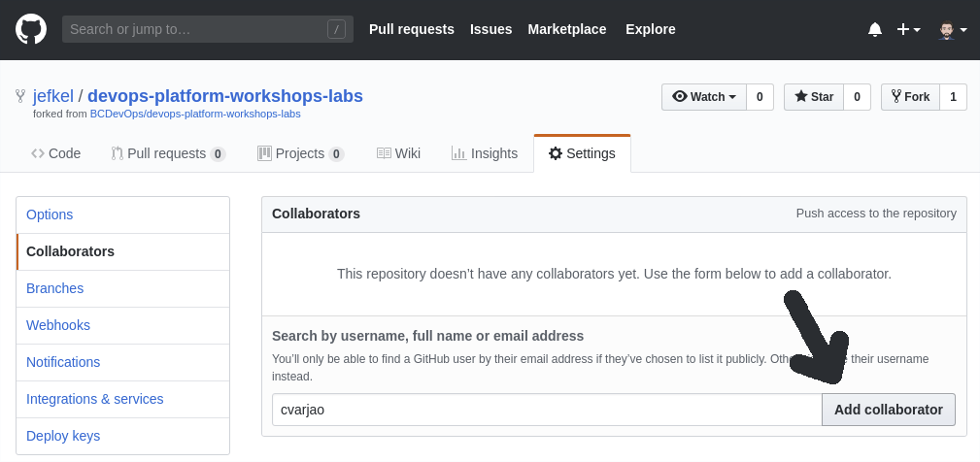 Search or jump to… /
Pull requests Issues Marketplace Explore
jefkel / devops-platform-workshops-labs
forked from BCDevOps/devops-platform-workshops-labs
Watch 0 Star 0 Fork 1
Code Pull requests 0 Projects 0 Wiki Insights Settings
Options
Collaborators
Branches
Webhooks
Notifications
Integrations & services
Deploy keys
Collaborators Push access to the repository
This repository doesn’t have any collaborators yet. Use the form below to add a collaborator.
Search by username, full name or email address
You’ll only be able to find a GitHub user by their email address if they’ve chosen to list it publicly. their username
instead.
cvarjao Add collaborator